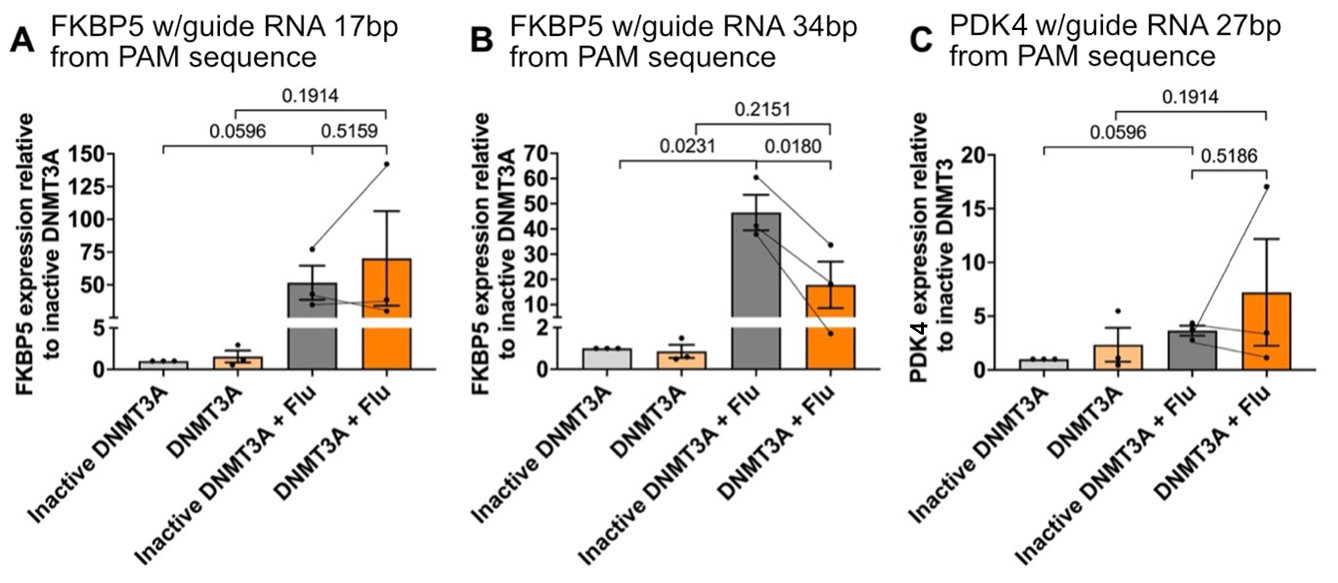 A
FKBP5 w/guide RNA 17bp
from PAM sequence
FKBP5 expression relative
to inactive DNMT3A
0.1914
0.0596
0.5159
150
125
100
75
50
5
0
Inactive DNMT3A
DNMT3A
Inactive DNMT3A + Flu
DNMT3A + Flu
B
FKBP5 w/guide RNA 34bp
from PAM sequence
FKBP5 expression relative
to inactive DNMT3A
0.2151
0.0231
0.0180
70
60
50
40
30
20
10
2
0
Inactive DNMT3A
DNMT3A
Inactive DNMT3A + Flu
DNMT3A + Flu
C
PDK4 w/guide RNA 27bp
from PAM sequence
PDK4 expression relative
to inactive DNMT3
0.1914
0.0596
0.5186
20
15
10
5
0
Inactive DNMT3A
DNMT3A
Inactive DNMT3A + Flu
DNMT3A + Flu